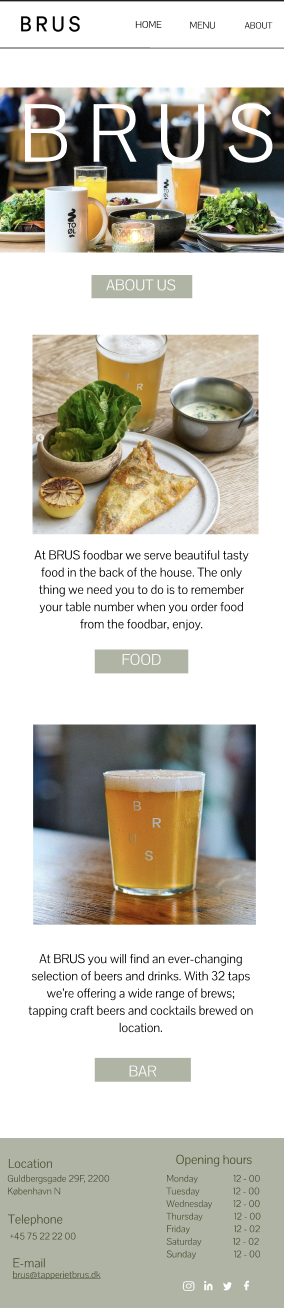 BRUS
HOME
MENU
ABOUT
BRUS
TO
ØL
ABOUT US
R
At BRUS foodbar we serve beautiful tasty
food in the back of the house. The only
thing we need you to do is to remember
your table number when you order food
from the foodbar, enjoy.
FOOD
B
R
U
S
At BRUS you will find an ever-changing
selection of beers and drinks. With 32 taps
we're offering a wide range of brews;
tapping craft beers and cocktails brewed on
location.
BAR
Location
Guldbergsgade 29F, 2200
København N
Telephone
+45 75 22 22 00
E-mail
brus@tapperietbrus.dk
Opening hours
Monday 12 - 00
Tuesday 12 - 00
Wednesday 12 - 00
Thursday 12 - 00
Friday 12 - 02
Saturday 12 - 02
Sunday 12 - 00